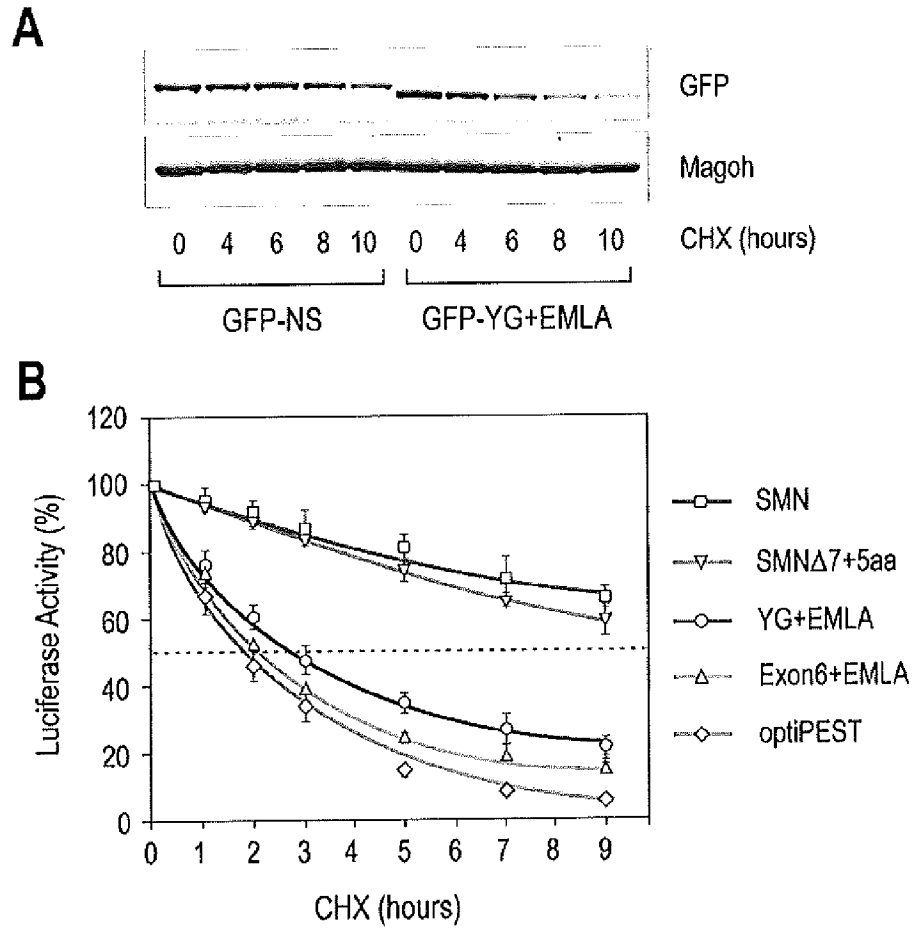 A
GFP
Magoh
0 4 6 8 10 0 4 6 8 10 CHX (hours)
GFP-NS GFP-YG+EMLA
B
120
100
80
60
40
20
0
Luciferase Activity (%)
0 1 2 3 4 5 6 7 8 9
CHX (hours)
SMN
SMNΔ7+5aa
YG+EMLA
Exon6+EMLA
optiPEST